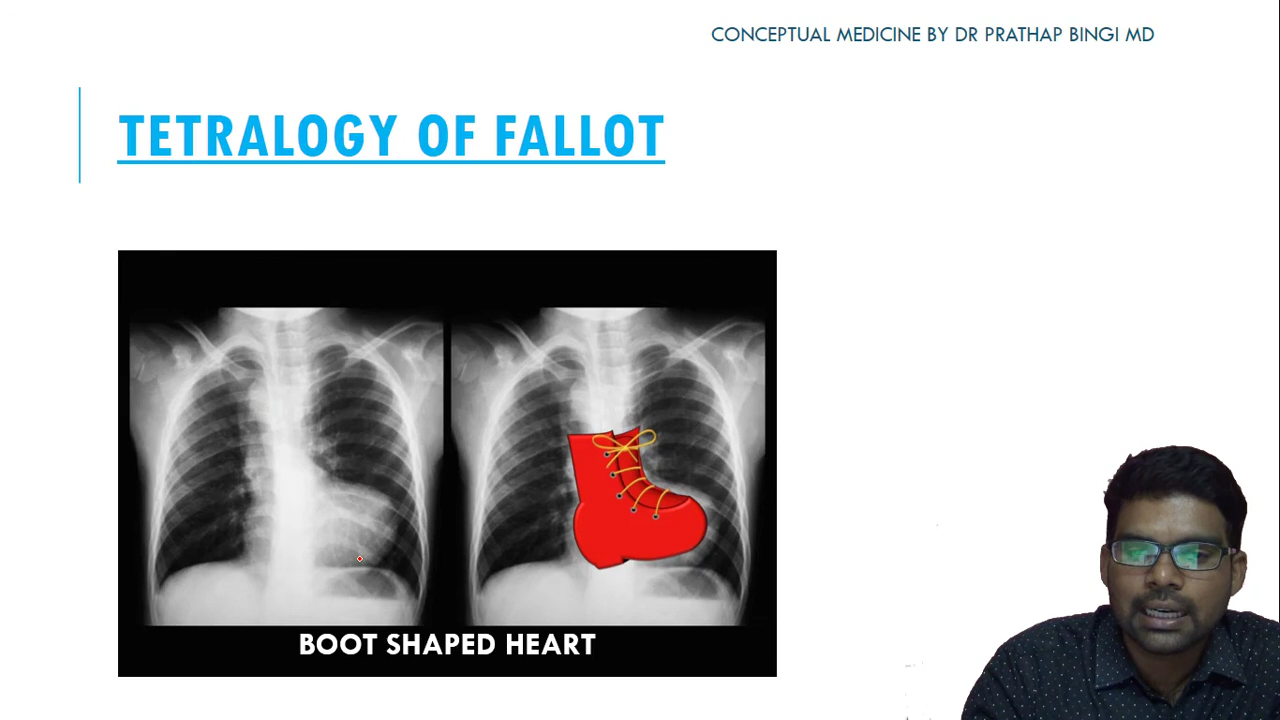 CONCEPTUAL MEDICINE BY DR PRATHAP BINGI MD
TETRALOGY OF FALLOT
BOOT SHAPED HEART